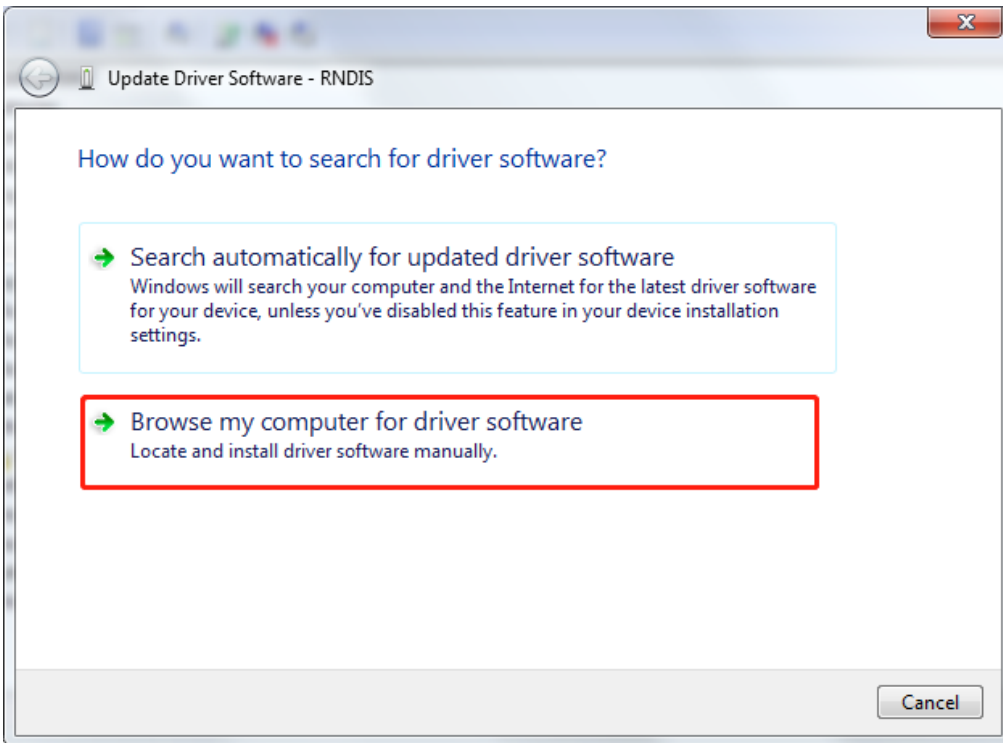 Update Driver Software - RNDIS
How do you want to search for driver software?
Search automatically for updated driver software
Windows will search your computer and the Internet for the latest driver software
for your device, unless you've disabled this feature in your device installation
settings.
Browse my computer for driver software
Locate and install driver software manually.
Cancel